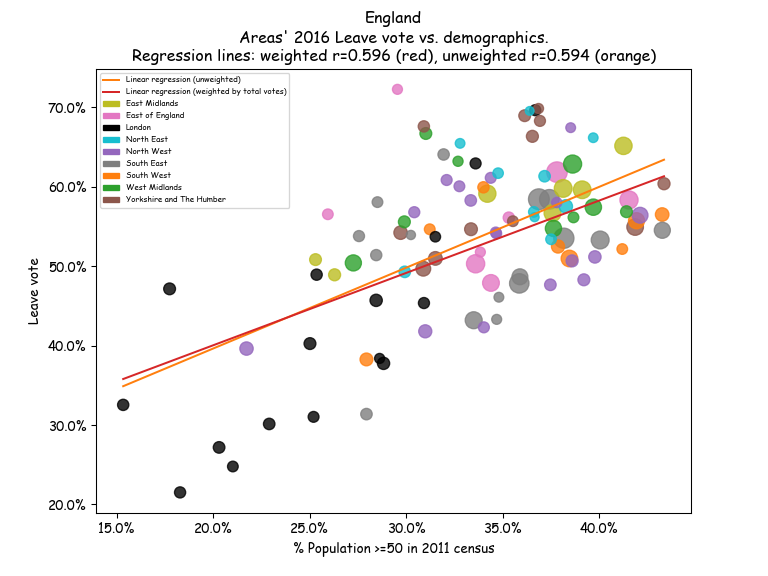 England
Areas' 2016 Leave vote vs. demographics.
Regression lines: weighted r=0.596 (red), unweighted r=0.594 (orange)
Linear regression (unweighted)
Linear regression (weighted by total votes)
East Midlands
East of England
London
North East
North West
South East
South West
West Midlands
Yorkshire and The Humber
70.0%
60.0%
50.0%
40.0%
30.0%
20.0%
Leave vote
15.0% 20.0% 25.0% 30.0% 35.0% 40.0%
% Population >=50 in 2011 census